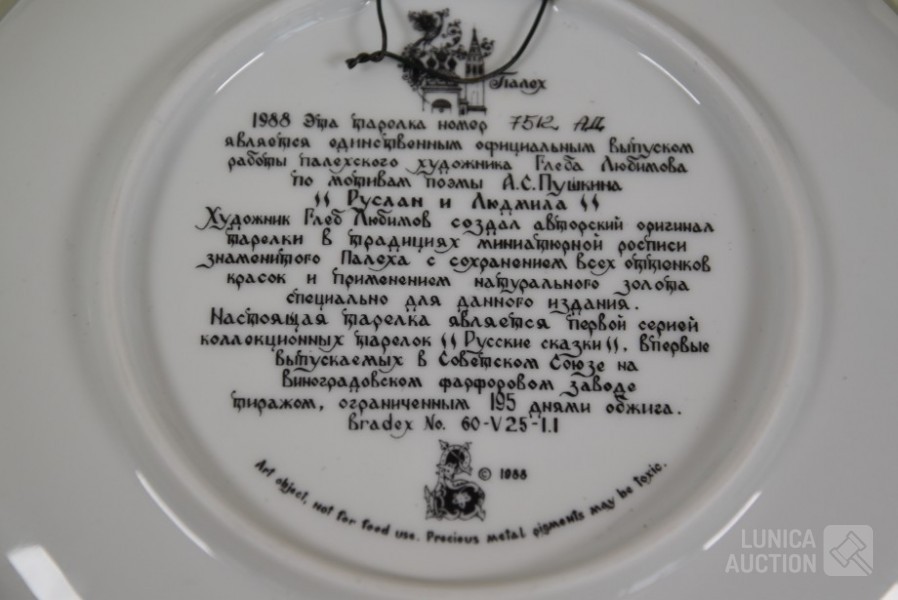 Палех
1988 Эта тарелка номер 7512 АЩ
является единственным официальным выпуском
работы палехского художника Глеба Любимова
по мотивам поэмы А.С.Пушкина
"Руслан и Людмила"
Художник Глеб Любимов создал авторский оригинал
тарелки в традициях миниатюрной росписи
знаменитого Палеха с сохранением всех оттенков
красок и применением натурального золота
специально для данного издания.
Настоящая тарелка является первой серией
коллекционных тарелок "Русские сказки", впервые
выпускаемых в Советском Союзе на
Виноградовском фарфоровом заводе
тиражом, ограниченным 195 днями обжига.
Bradex No. 60-V25-1.1
© 1988
Art object, not for food use. Precious metal pigments may be toxic.
LUNICA
AUCTION